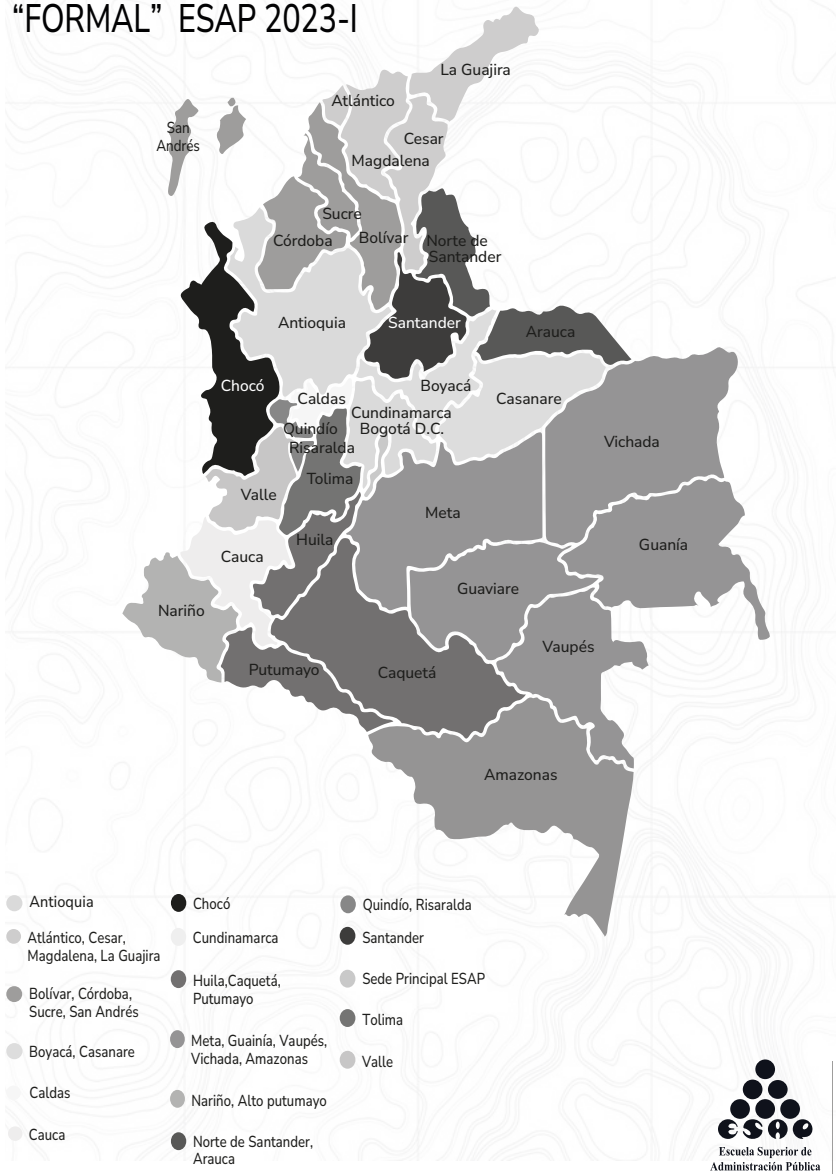 “FORMAL” ESAP 2023-I
La Guajira
Atlántico
San
Andrés
Cesar
Magdalena
Sucre
Córdoba
Bolívar
Norte de
Santander
Antioquia
Santander
Arauca
Chocó
Caldas
Boyacá
Casanare
Cundinamarca
Bogotá D.C.
Quindío
Risaralda
Vichada
Tolima
Valle
Meta
Huila
Guanía
Cauca
Guaviare
Nariño
Vaupés
Putumayo
Caquetá
Amazonas
Antioquia
Atlántico, Cesar,
Magdalena, La Guajira
Bolívar, Córdoba,
Sucre, San Andrés
Boyacá, Casanare
Caldas
Cauca
Chocó
Cundinamarca
Huila,Caquetá,
Putumayo
Meta, Guainía, Vaupés,
Vichada, Amazonas
Nariño, Alto putumayo
Norte de Santander,
Arauca
Quindío, Risaralda
Santander
Sede Principal ESAP
Tolima
Valle
esap
Escuela Superior de
Administración Pública